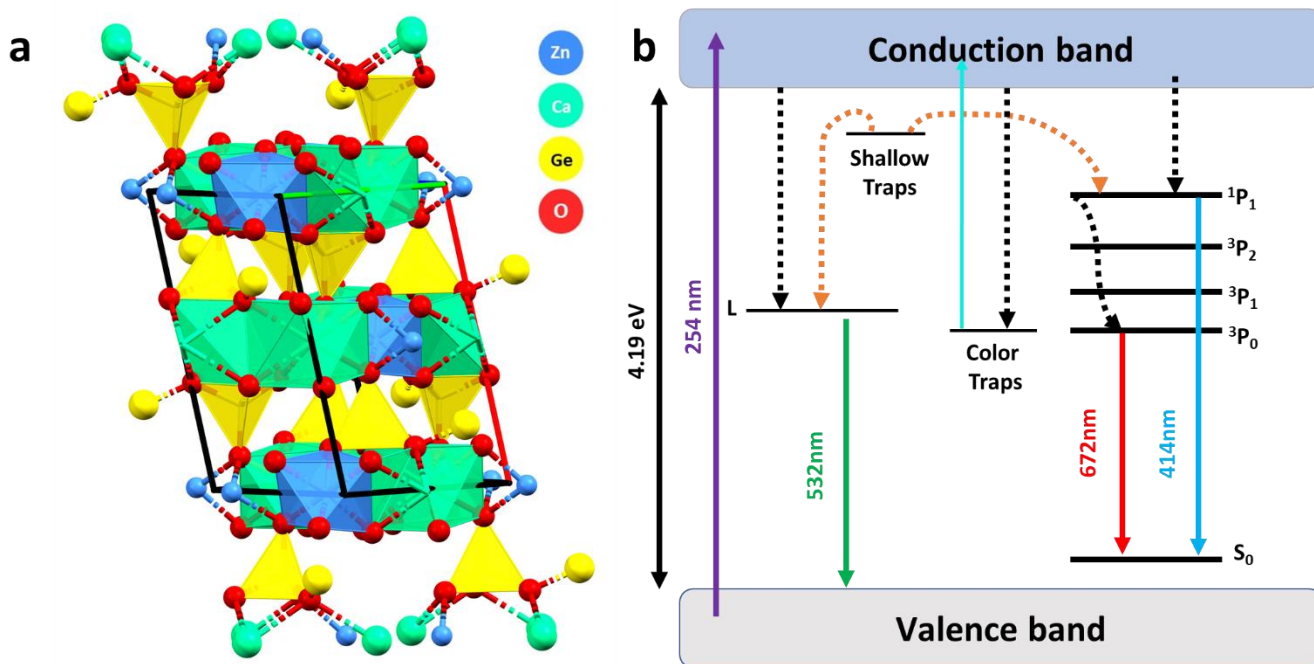 a
Zn
Ca
Ge
O
b
Conduction band
4.19 eV
254 nm
Shallow
Traps
L
532nm
Color
Traps
¹P₁
³P₂
³P₁
³P₀
672nm
414nm
S₀
Valence band